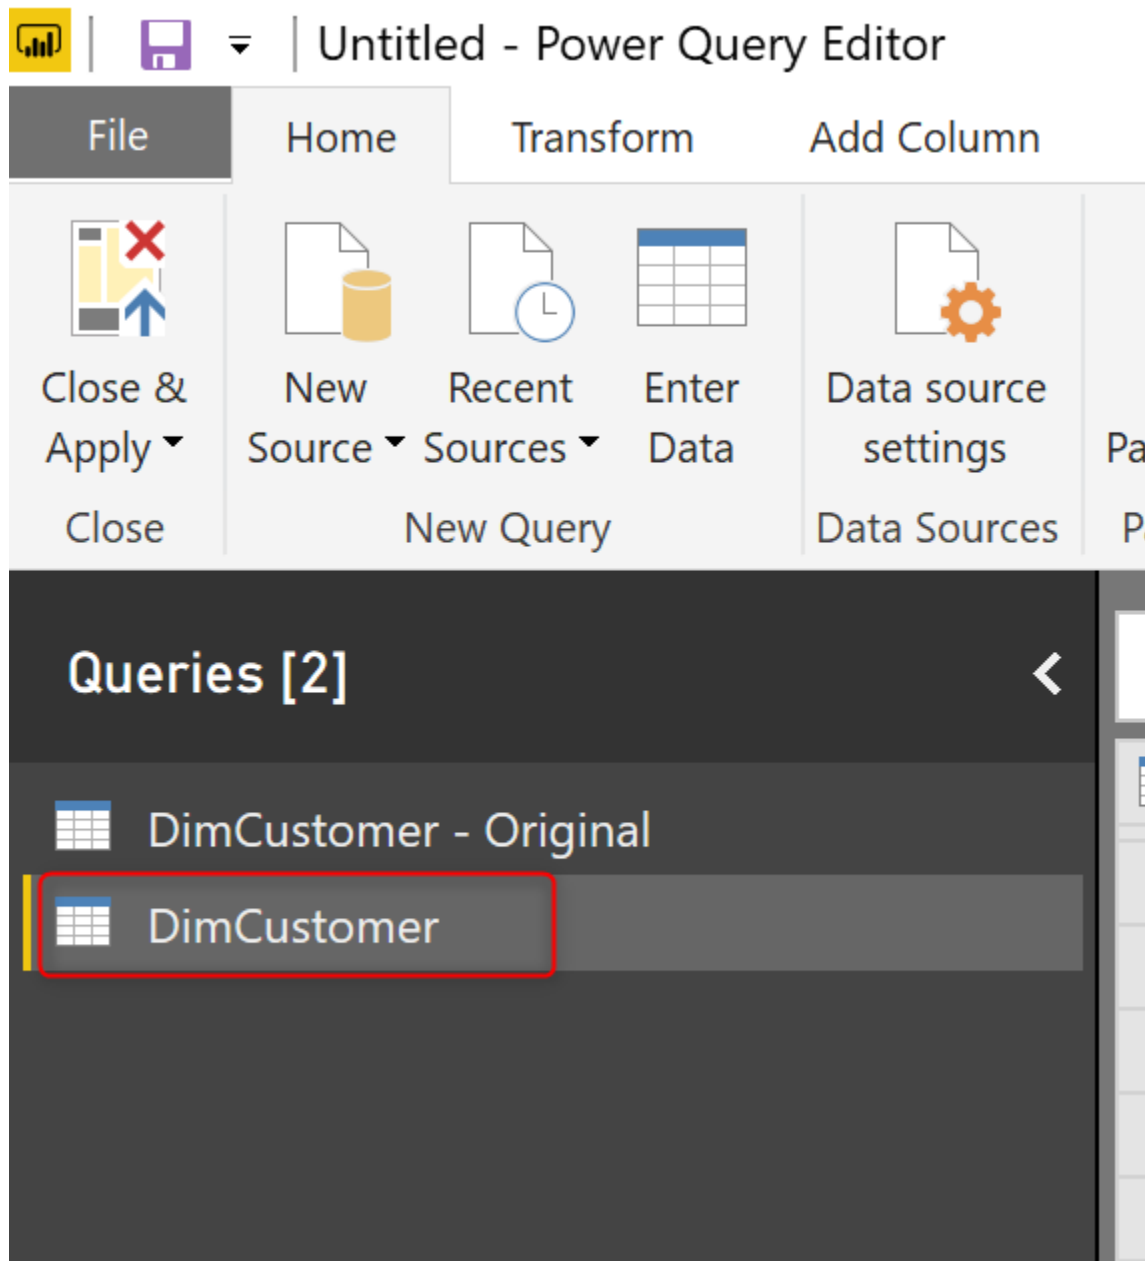 Untitled - Power Query Editor
File Home Transform Add Column
Close & New Recent Enter Data source
Apply Source Sources Data settings Pa
Close New Query Data Sources P
Queries [2]
DimCustomer - Original
DimCustomer